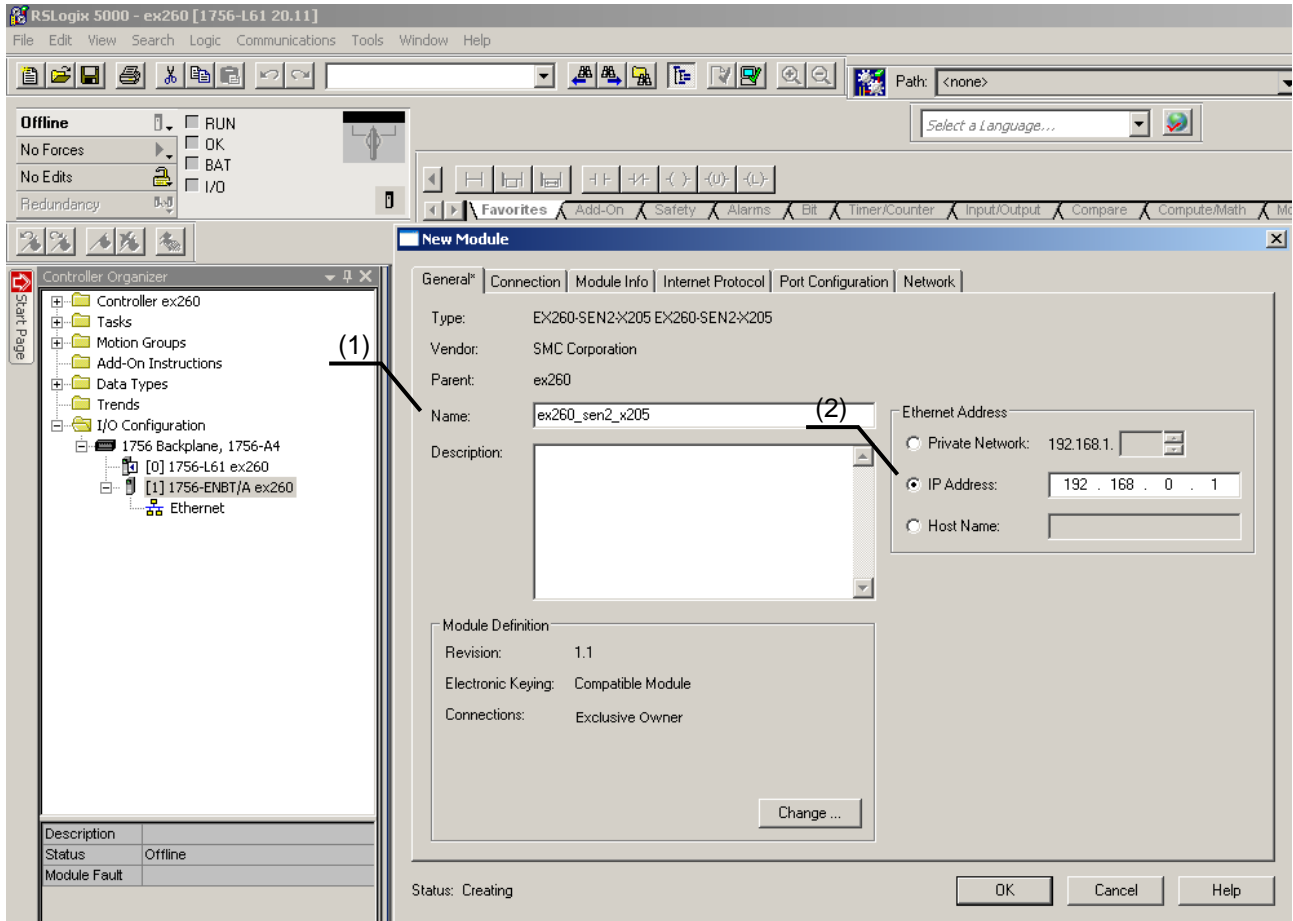 RSLogix 5000 - ex260 [1756-L61 20.11]
File Edit View Search Logic Communications Tools Window Help
Path: <none>
Select a Language...
Offline
RUN
No Forces
OK
BAT
No Edits
I/O
Redundancy
Favorites Add-On Safety Alarms Bit Timer/Counter Input/Output Compare Compute/Math
Start Page
Controller Organizer
Controller ex260
Tasks
Motion Groups
Add-On Instructions
Data Types
Trends
I/O Configuration
1756 Backplane, 1756-A4
[0] 1756-L61 ex260
[1] 1756-ENBT/A ex260
Ethernet
Description
Status Offline
Module Fault
New Module
General* Connection Module Info Internet Protocol Port Configuration Network
Type: EX260-SEN2-X205 EX260-SEN2-X205
Vendor: SMC Corporation
Parent: ex260
(1)
Name: ex260_sen2_x205
Description:
(2)
Ethernet Address
Private Network: 192.168.1.
IP Address: 192 . 168 . 0 . 1
Host Name:
Module Definition
Revision: 1.1
Electronic Keying: Compatible Module
Connections: Exclusive Owner
Change ...
Status: Creating
OK Cancel Help